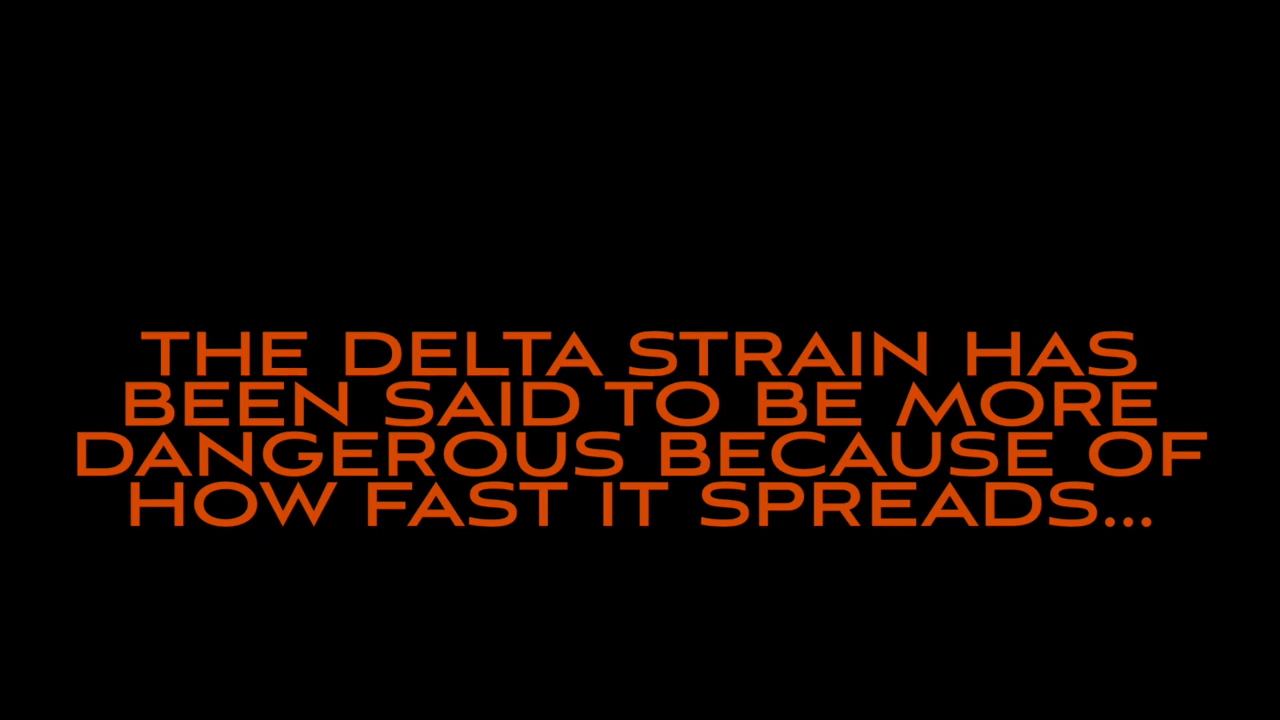 THE DELTA STRAIN HAS
BEEN SAID TO BE MORE
DANGEROUS BECAUSE OF
HOW FAST IT SPREADS...